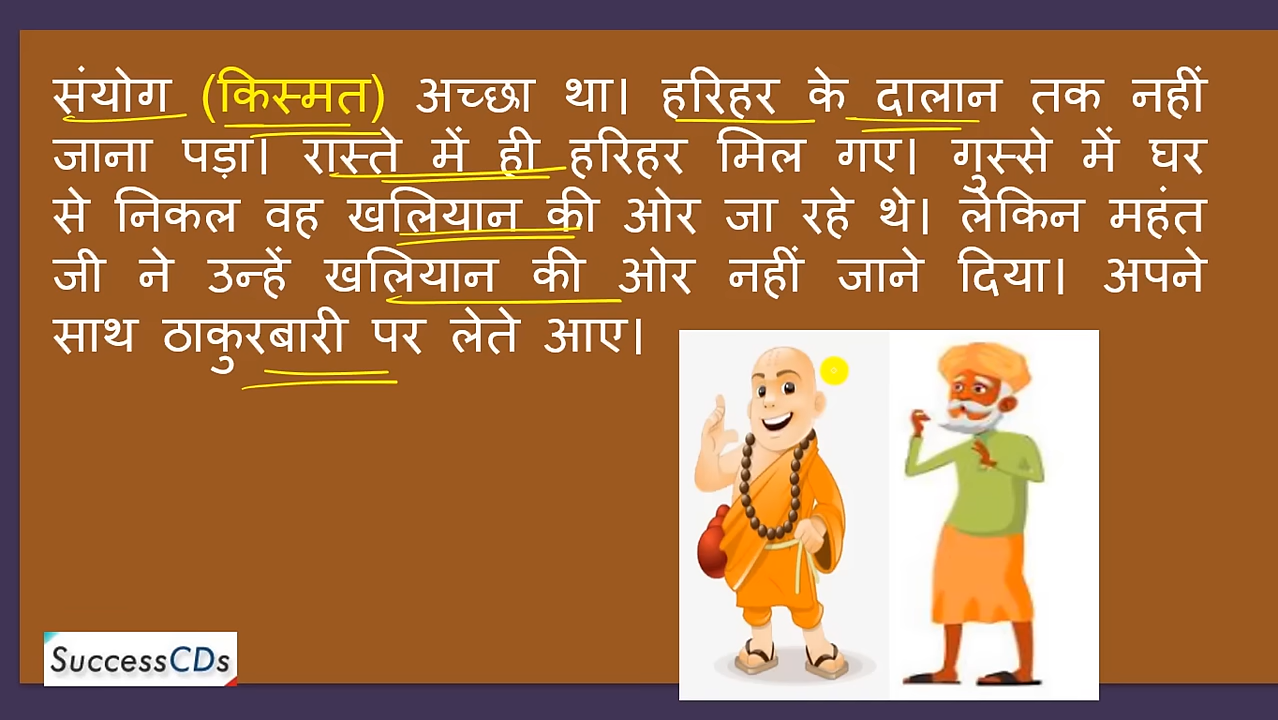 संयोग (किस्मत) अच्छा था। हरिहर के दालान तक नहीं
जाना पड़ा। रास्ते में ही हरिहर मिल गए। गुस्से में घर
से निकल वह खलियान की ओर जा रहे थे। लेकिन महंत
जी ने उन्हें खलियान की ओर नहीं जाने दिया। अपने
साथ ठाकुरबारी पर लेते आए।
SuccessCDs